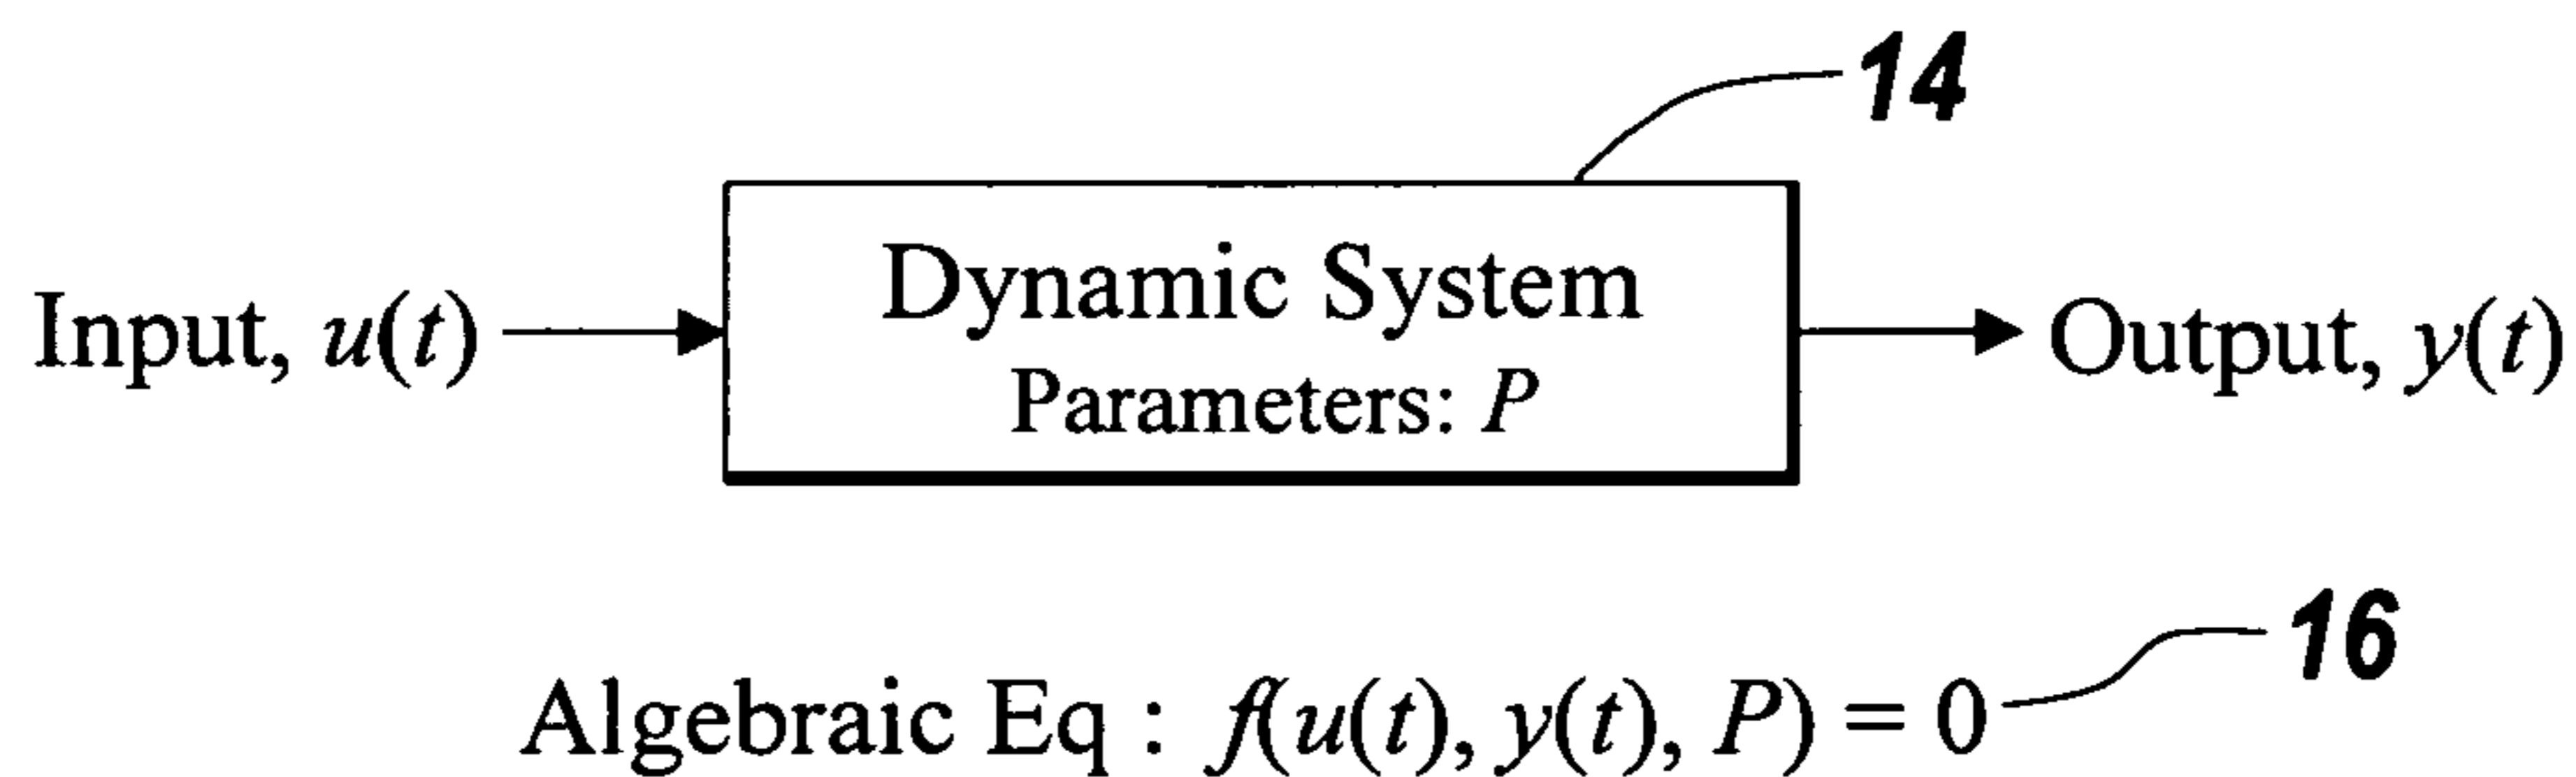 14
Dynamic System
Input, u(t)
Output, y(t)
Parameters: P
16
Algebraic Eq : f(u(t), y(t), P) = 0